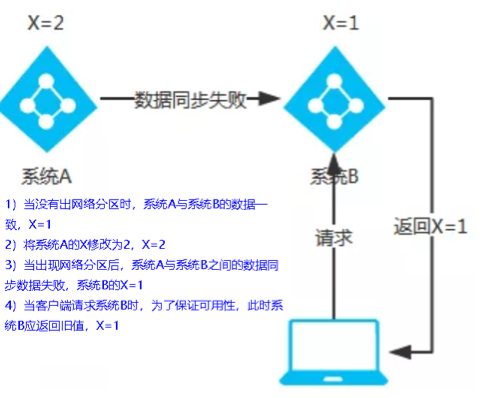 X=2
X=1
数据同步失败
系统A
系统B
1）当没有出网络分区时，系统A与系统B的数据一
致，X=1
2）将系统A的X修改为2，X=2
3）当出现网络分区后，系统A与系统B之间的数据同
步数据失败，系统B的X=1
4）当客户端请求系统B时，为了保证可用性，此时系
统B应返回旧值，X=1
请求
返回X=1